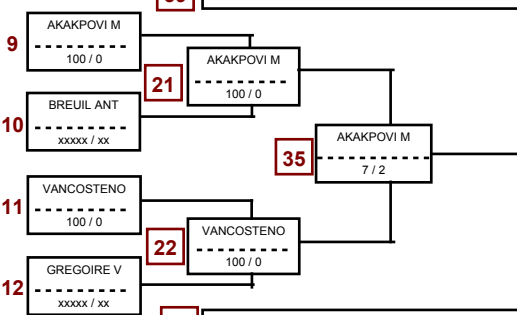 9
AKAKPOVI M
100 / 0
21
AKAKPOVI M
100 / 0
10
BREUIL ANT
xxxxx / xx
35
AKAKPOVI M
7 / 2
11
VANCOSTENO
100 / 0
22
VANCOSTENO
100 / 0
12
GREGOIRE V
xxxxx / xx